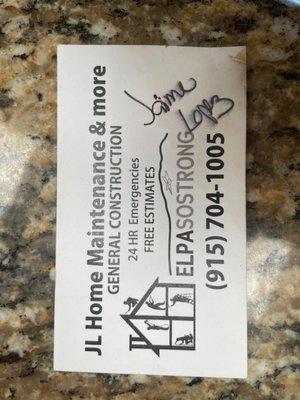 JL Home Maintenance & more
GENERAL CONSTRUCTION
24 HR Emergencies
FREE ESTIMATES
Jaime
Lopez
ELPASOSTRONG
(915) 704-1005